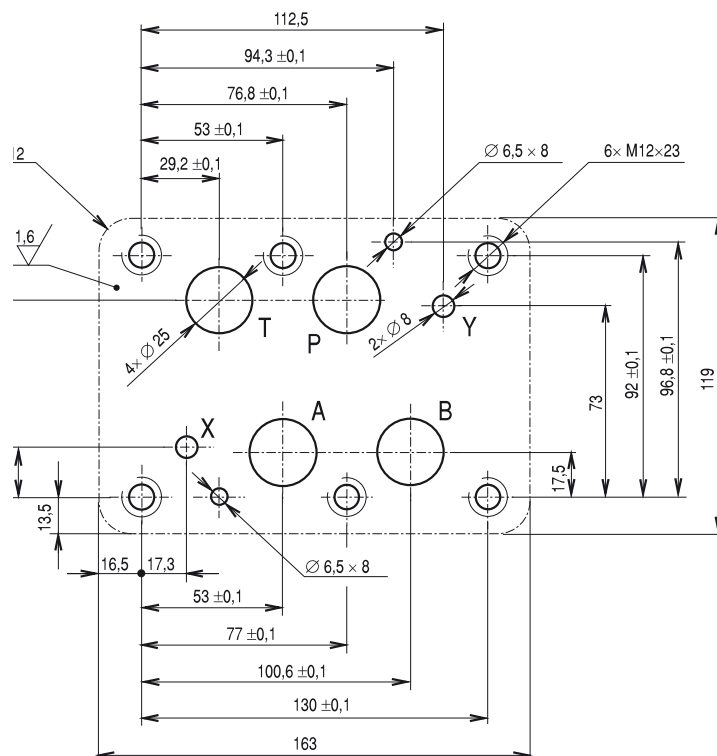 112,5
94,3 ±0,1
76,8 ±0,1
53 ±0,1
29,2 ±0,1
12
Ø 6,5 × 8
6× M12×23
1,6
T
P
Y
4× Ø 25
2× Ø 8
73
92 ±0,1
96,8 ±0,1
119
X
A
B
17,5
13,5
16,5
17,3
Ø 6,5 × 8
53 ±0,1
77 ±0,1
100,6 ±0,1
130 ±0,1
163